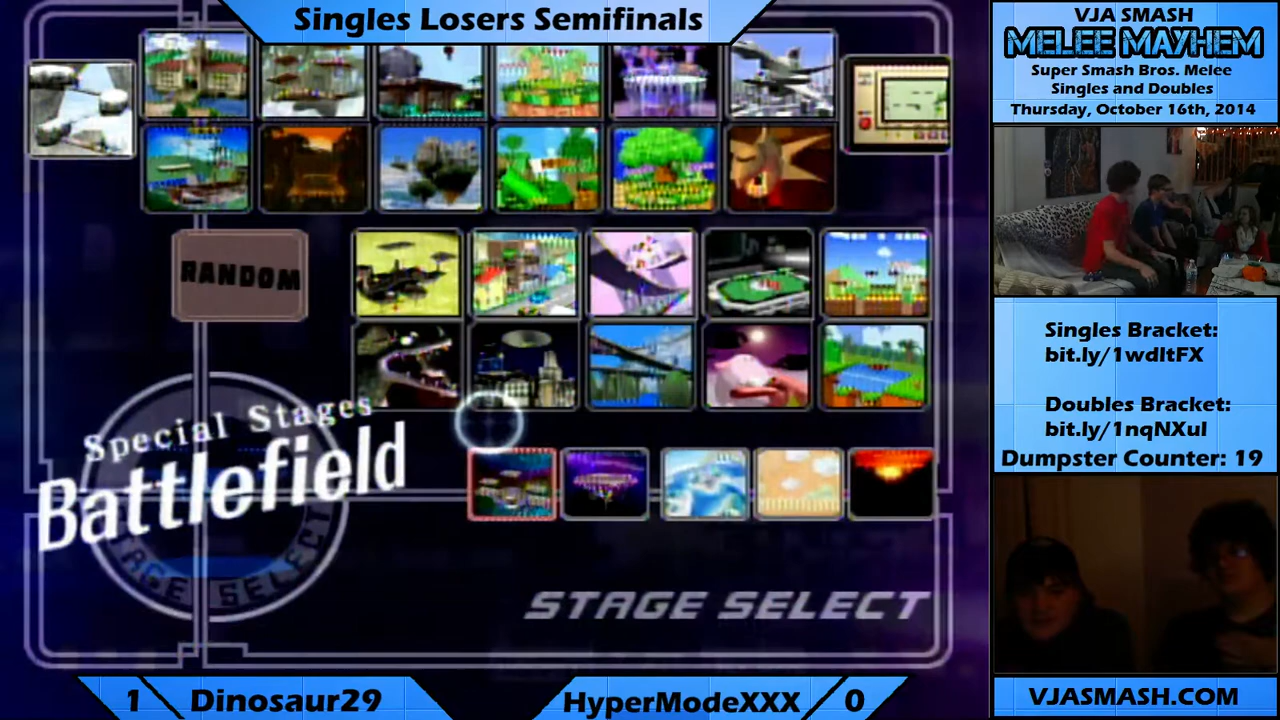 Singles Losers Semifinals
VJA SMASH
MELEE MAYHEM
Super Smash Bros. Melee
Singles and Doubles
Thursday, October 16th, 2014
RANDOM
Singles Bracket:
bit.ly/1wdItFX
Doubles Bracket:
bit.ly/1nqNXuI
Dumpster Counter: 19
Special Stages
Battlefield
STAGE SELECT
1 Dinosaur29 HyperModeXXX 0
VJASMASH.COM